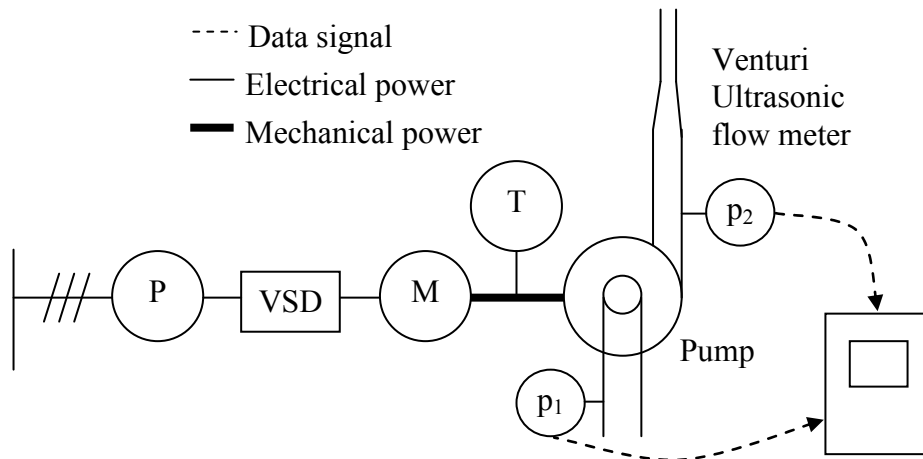 Data signal
Electrical power
Mechanical power
Venturi
Ultrasonic
flow meter
T
p₂
P
VSD
M
Pump
p₁